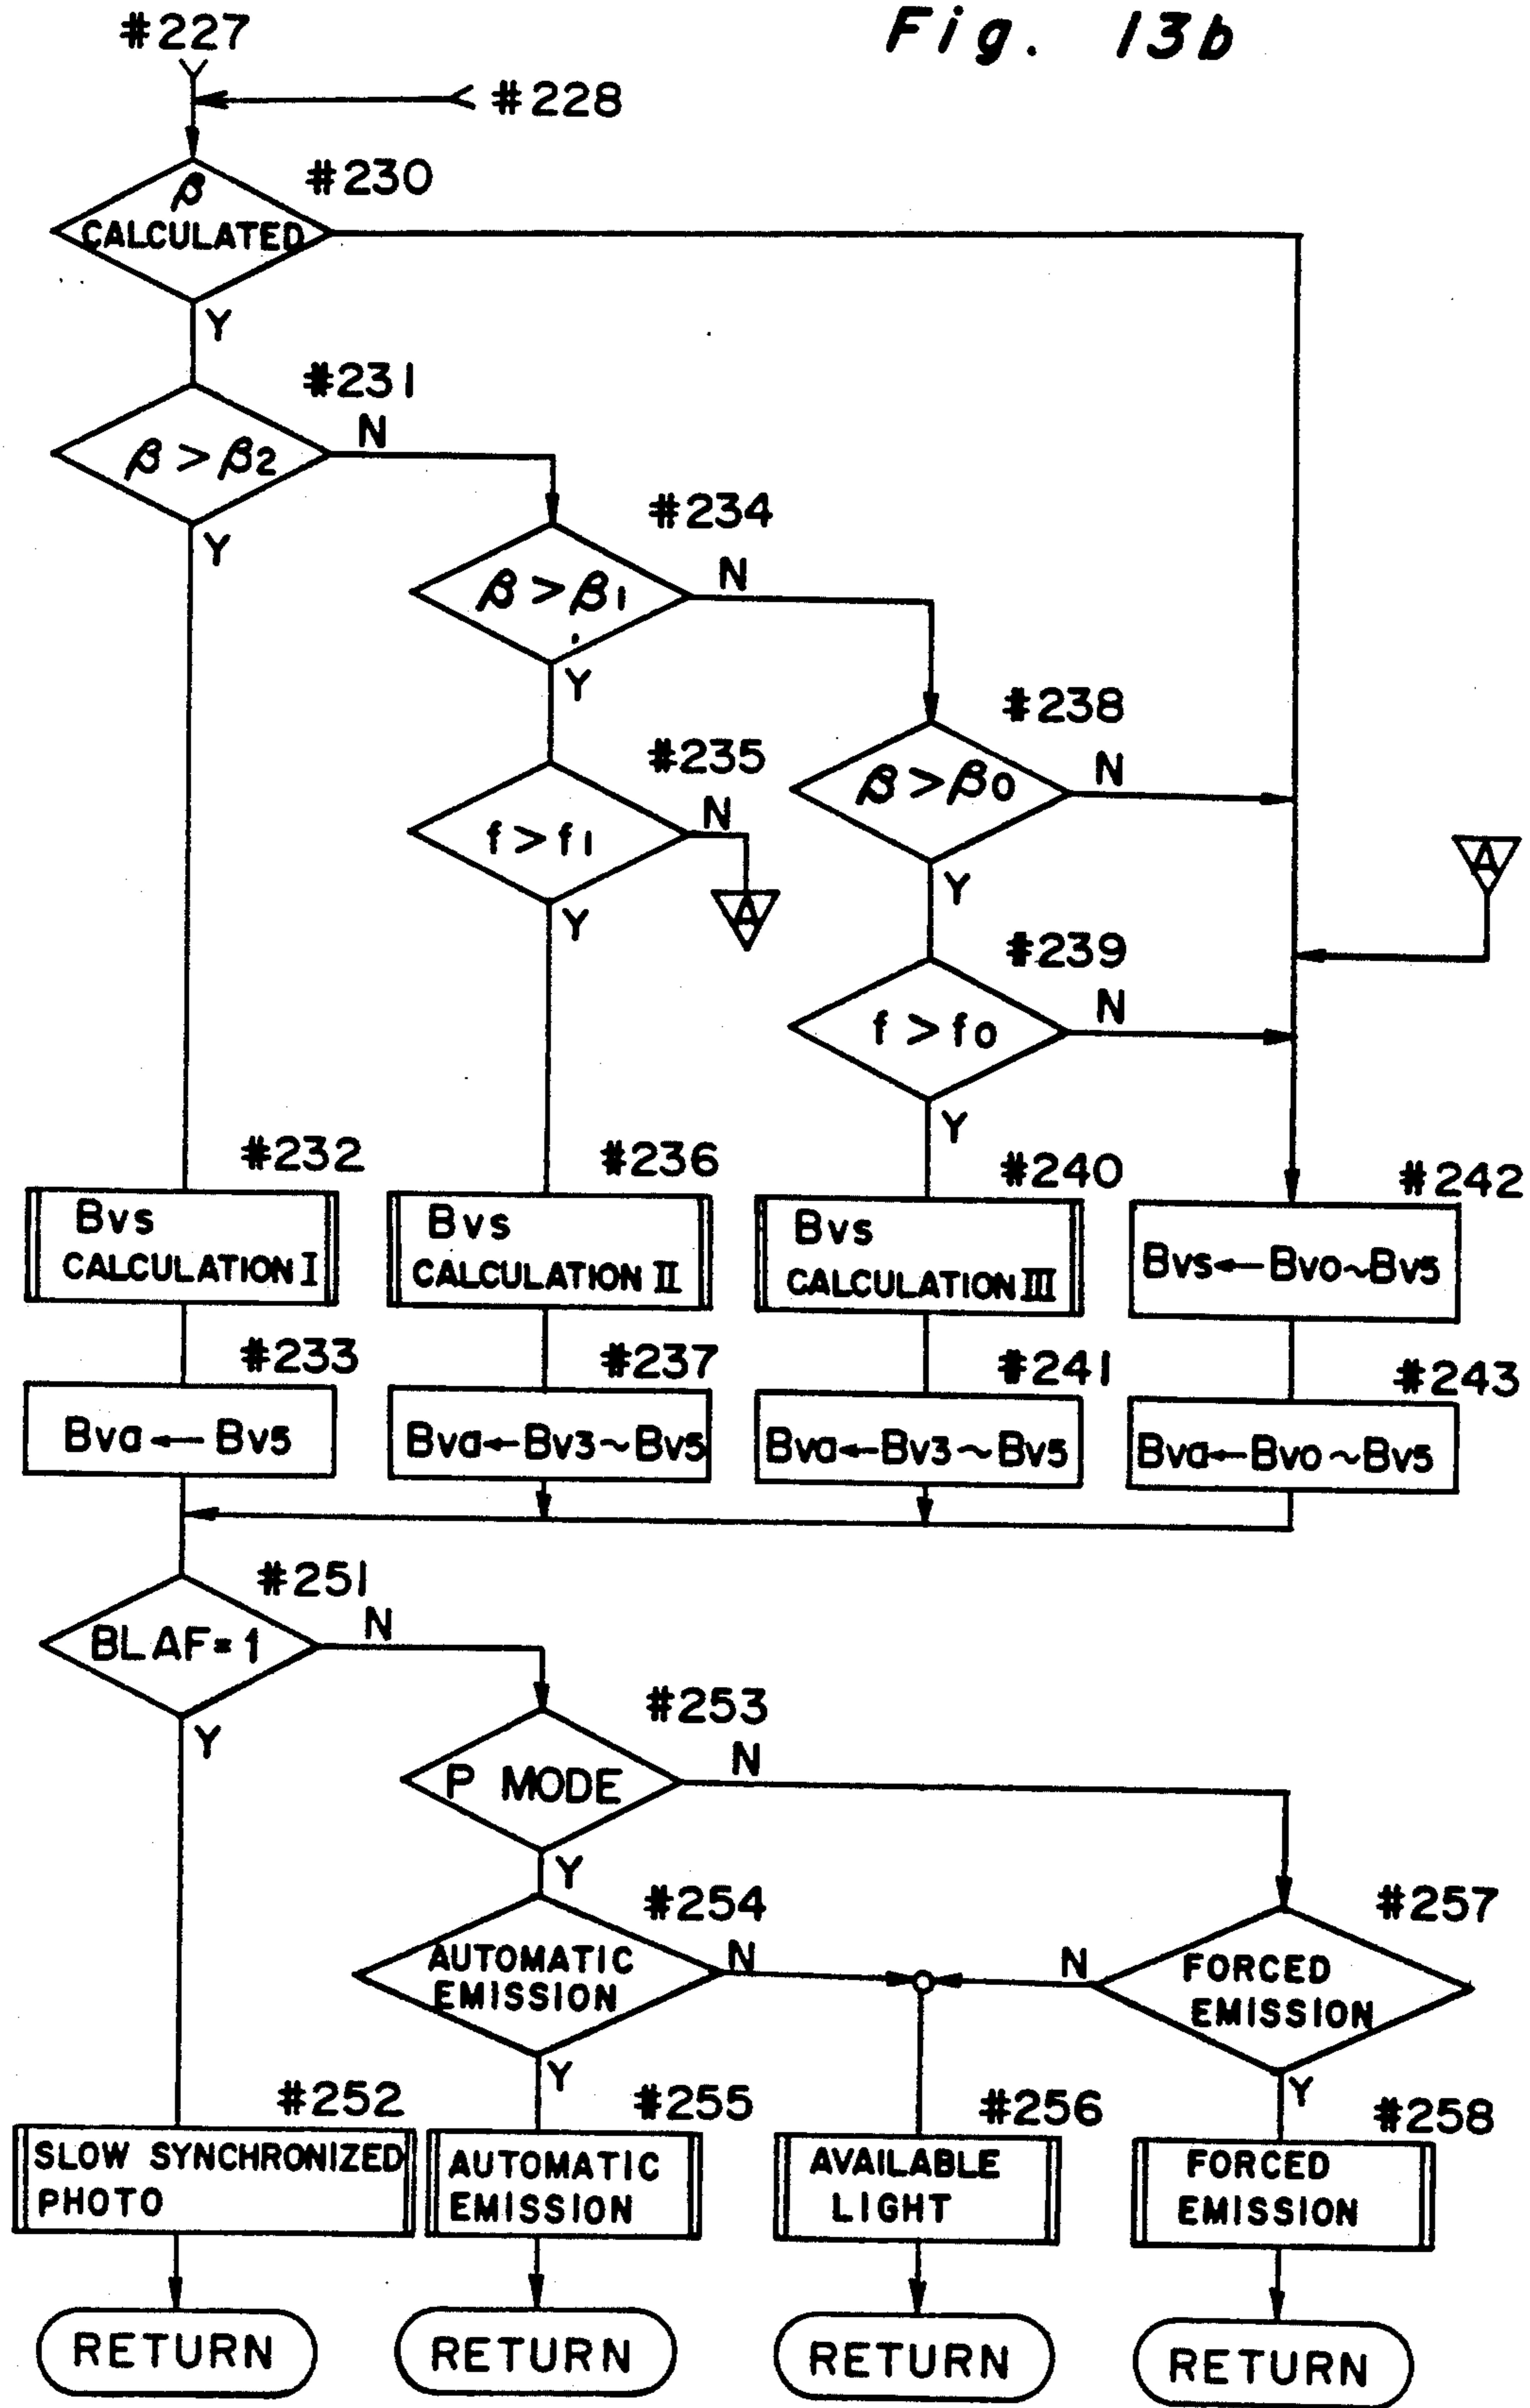 Fig. 13b
#227
#228
#230
β
CALCULATED
Y
#231
β > β2
N
Y
#234
β > β1
N
Y
#235
f > f1
N
A
Y
#238
β > β0
N
Y
A
#239
f > f0
N
Y
#232
Bvs
CALCULATION I
#236
Bvs
CALCULATION II
#240
Bvs
CALCULATION III
#242
Bvs←Bv0~Bv5
#233
Bva ← Bv5
#237
Bva←Bv3~Bv5
#241
Bva←Bv3~Bv5
#243
Bva←Bv0~Bv5
#251
BLAF=1
N
Y
#253
P MODE
N
Y
#254
AUTOMATIC
EMISSION
N
Y
#257
FORCED
EMISSION
N
Y
#252
SLOW SYNCHRONIZED
PHOTO
#255
AUTOMATIC
EMISSION
#256
AVAILABLE
LIGHT
#258
FORCED
EMISSION
RETURN
RETURN
RETURN
RETURN